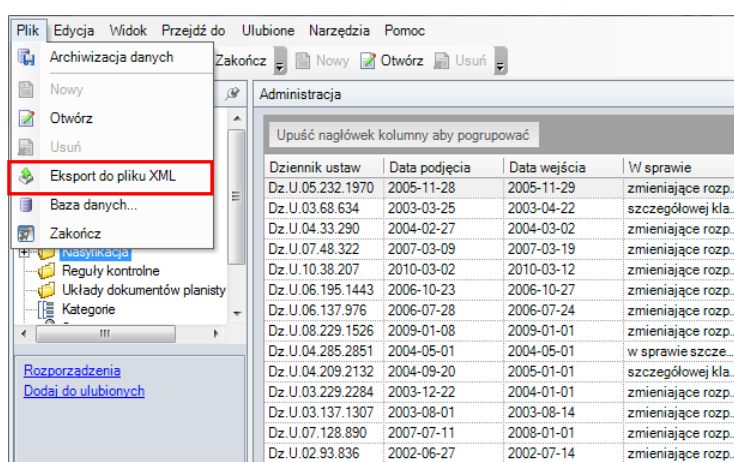 Plik Edycja Widok Przejdź do Ulubione Narzędzia Pomoc
Archiwizacja danych
Zakończ Nowy Otwórz Usuń
Nowy
Otwórz
Usuń
Eksport do pliku XML
Baza danych...
Zakończ
Klasyfikacja
Reguły kontrolne
Układy dokumentów planisty
Kategorie
Rozporządzenia
Dodaj do ulubionych
Administracja
Upuść nagłówek kolumny aby pogrupować
Dziennik ustaw Data podjęcia Data wejścia W sprawie
Dz.U.05.232.1970 2005-11-28 2005-11-29 zmieniające rozp...
Dz.U.03.68.634 2003-03-25 2003-04-22 szczegółowej kla...
Dz.U.04.33.290 2004-02-27 2004-03-02 zmieniające rozp...
Dz.U.07.48.322 2007-03-09 2007-03-19 zmieniające rozp...
Dz.U.10.38.207 2010-03-02 2010-03-12 zmieniające rozp...
Dz.U.06.195.1443 2006-10-23 2006-10-27 zmieniające rozp...
Dz.U.06.137.976 2006-07-28 2006-07-24 zmieniające rozp...
Dz.U.08.229.1526 2009-01-08 2009-01-01 zmieniające rozp...
Dz.U.04.285.2851 2004-05-01 2004-05-01 w sprawie szcze...
Dz.U.04.209.2132 2004-09-20 2005-01-01 szczegółowej kla...
Dz.U.03.229.2284 2003-12-22 2004-01-01 zmieniające rozp...
Dz.U.03.137.1307 2003-08-01 2003-08-14 zmieniające rozp...
Dz.U.07.128.890 2007-07-11 2008-01-01 zmieniające rozp...
Dz.U.02.93.836 2002-06-27 2002-07-14 zmieniające rozp...